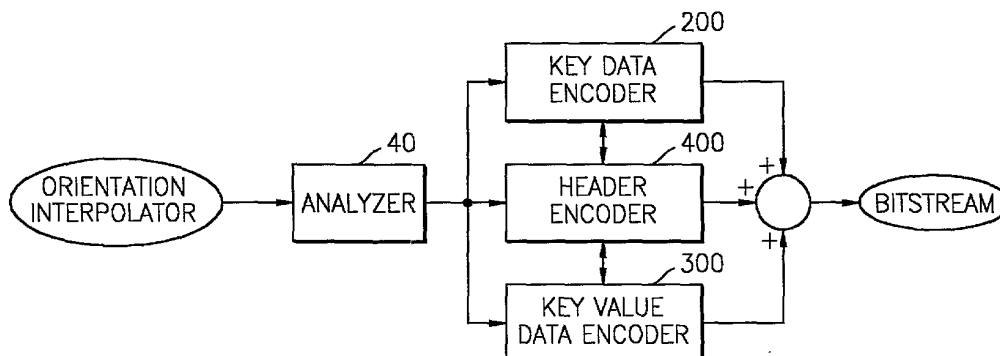 200
KEY DATA
ENCODER
40
400
ORIENTATION
INTERPOLATOR
ANALYZER
HEADER
ENCODER
+
+
+
BITSTREAM
300
KEY VALUE
DATA ENCODER